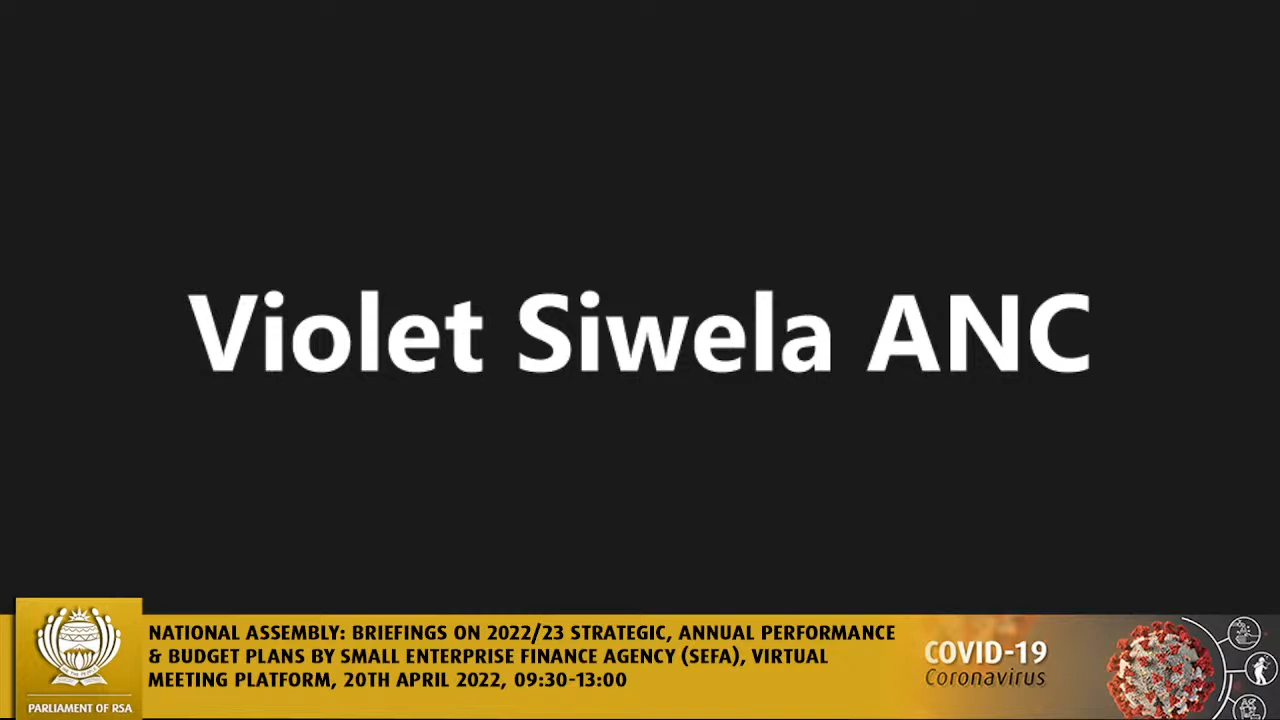 Violet Siwela ANC
NATIONAL ASSEMBLY: BRIEFINGS ON 2022/23 STRATEGIC, ANNUAL PERFORMANCE
& BUDGET PLANS BY SMALL ENTERPRISE FINANCE AGENCY (SEFA), VIRTUAL
MEETING PLATFORM, 20TH APRIL 2022, 09:30-13:00
PARLIAMENT OF RSA
COVID-19
Coronavirus